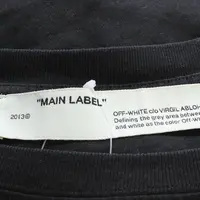 "MAIN LABEL"
2013©
OFF-WHITE c/o VIRGIL ABLOH
Defining the grey area between
and white as the color OFF-WHITE